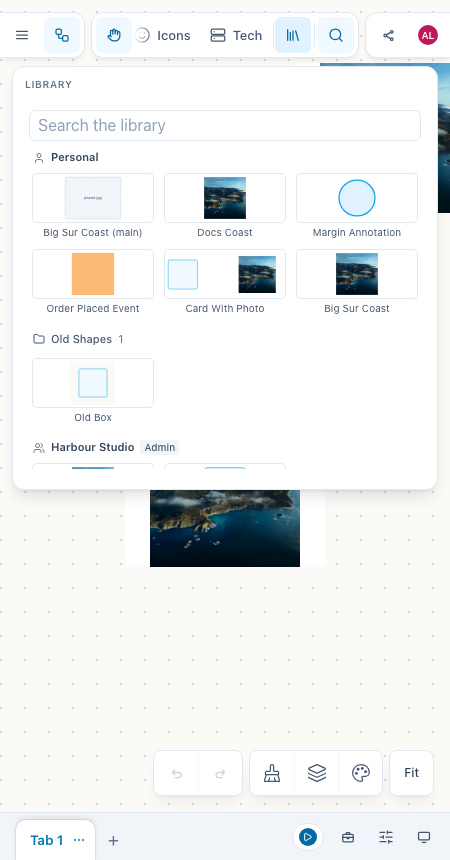 Icons
Tech
AL
LIBRARY
Search the library
Personal
Big Sur Coast (main)
Docs Coast
Margin Annotation
Order Placed Event
Card With Photo
Big Sur Coast
Old Shapes 1
Old Box
Harbour Studio Admin
Fit
Tab 1